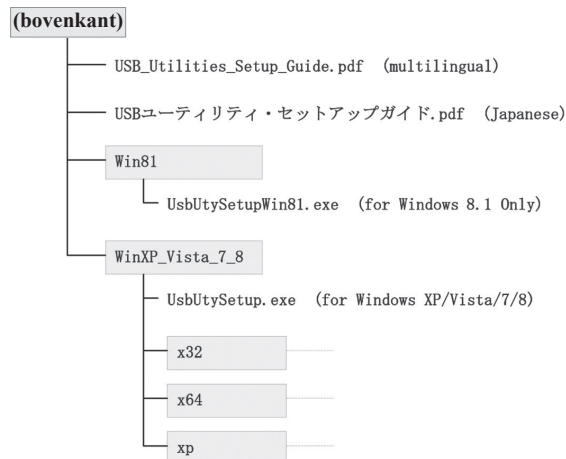 (bovenkant)
USB_Utilities_Setup_Guide.pdf (multilingual)
USBユーティリティ・セットアップガイド.pdf (Japanese)
Win81
UsbUtySetupWin81.exe (for Windows 8.1 Only)
WinXP_Vista_7_8
UsbUtySetup.exe (for Windows XP/Vista/7/8)
x32
x64
xp